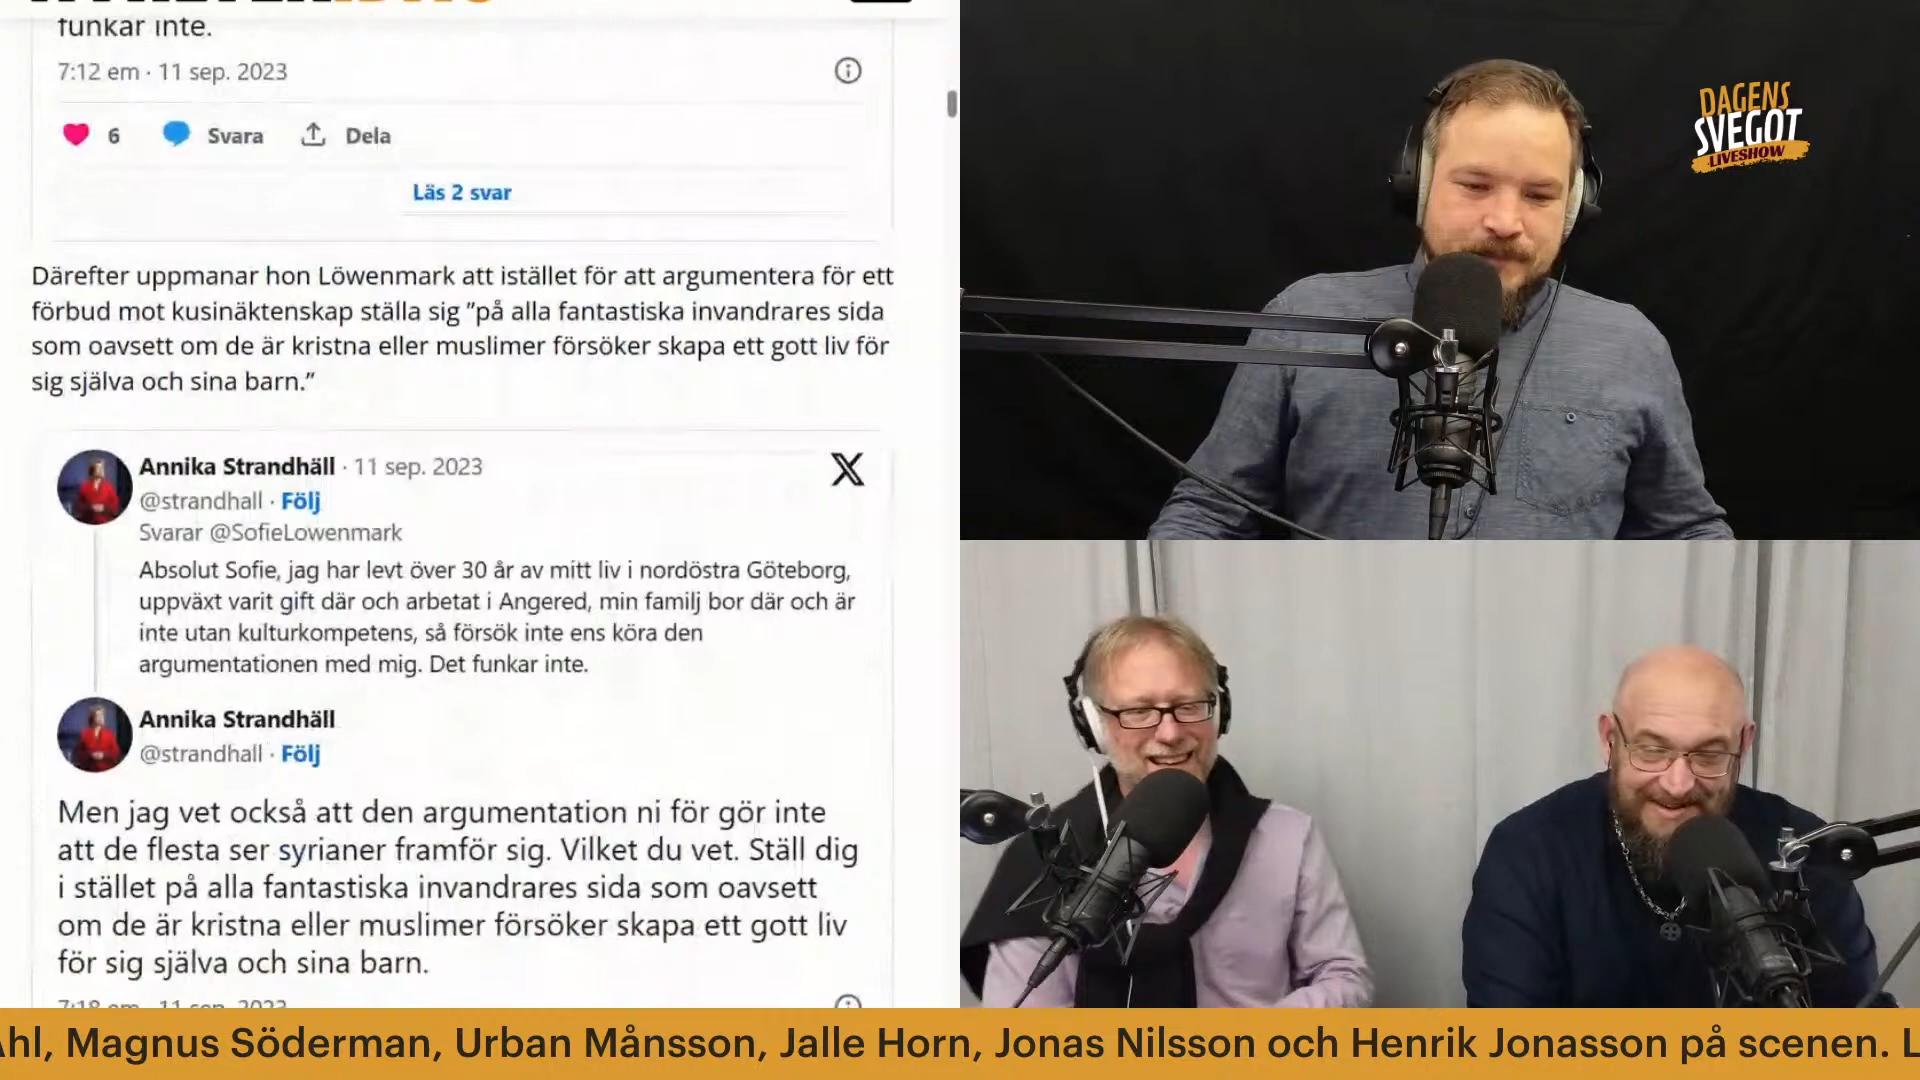 funkar inte.
7:12 em · 11 sep. 2023
6 Svara Dela
Läs 2 svar
Därefter uppmanar hon Löwenmark att istället för att argumentera för ett
förbud mot kusinäktenskap ställa sig ”på alla fantastiska invandrares sida
som oavsett om de är kristna eller muslimer försöker skapa ett gott liv för
sig själva och sina barn.”
Annika Strandhäll · 11 sep. 2023
@strandhall · Följ
Svarar @SofieLowenmark
Absolut Sofie, jag har levt över 30 år av mitt liv i nordöstra Göteborg,
uppväxt varit gift där och arbetat i Angered, min familj bor där och är
inte utan kulturkompetens, så försök inte ens köra den
argumentationen med mig. Det funkar inte.
Annika Strandhäll
@strandhall · Följ
Men jag vet också att den argumentation ni för gör inte
att de flesta ser syrianer framför sig. Vilket du vet. Ställ dig
i stället på alla fantastiska invandrares sida som oavsett
om de är kristna eller muslimer försöker skapa ett gott liv
för sig själva och sina barn.
7:18 em · 11 sep. 2023
DAGENS
SVEGOT
LIVESHOW
Ahl, Magnus Söderman, Urban Månsson, Jalle Horn, Jonas Nilsson och Henrik Jonasson på scenen. L